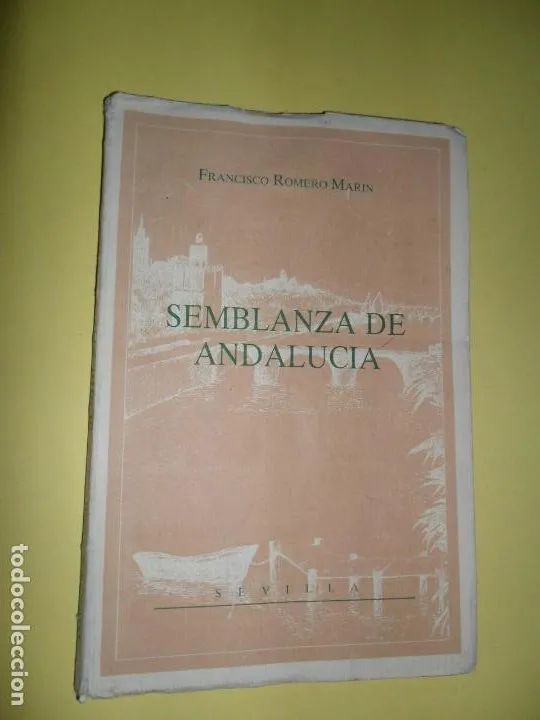 FRANCISCO ROMERO MARIN
SEMBLANZA DE
ANDALUCIA
SEVILLA
todocoleccion